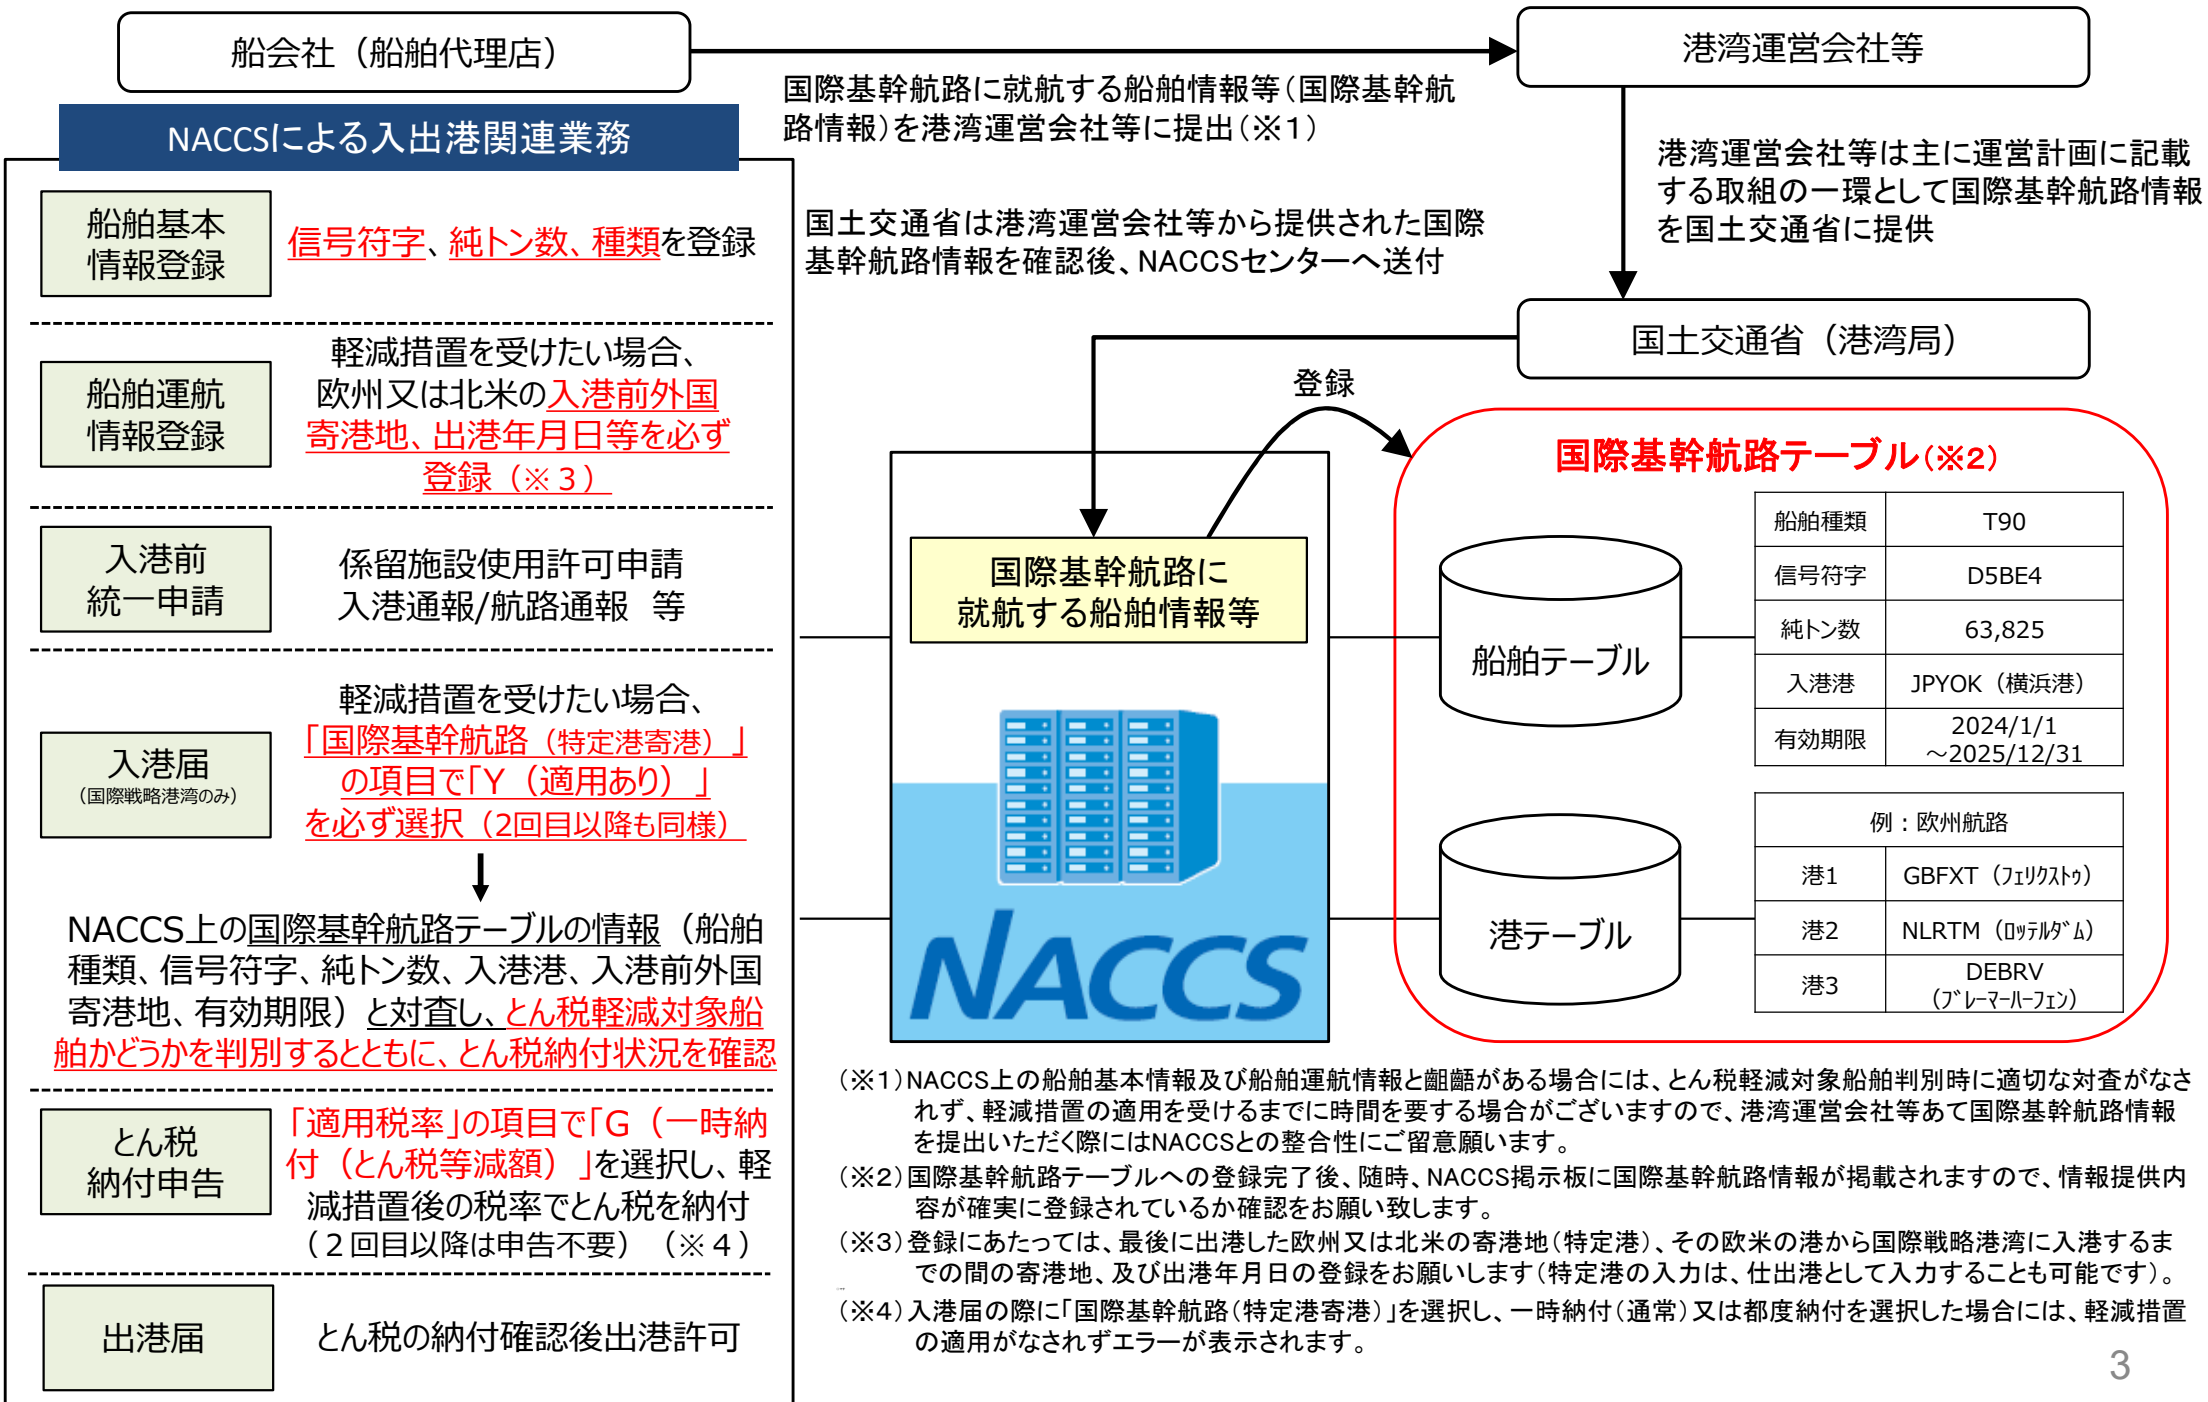 船会社（船舶代理店）
港湾運営会社等
国際基幹航路に就航する船舶情報等（国際基幹航
路情報）を港湾運営会社等に提出（※１）
港湾運営会社等は主に運営計画に記載
する取組の一環として国際基幹航路情報
を国土交通省に提供
国土交通省は港湾運営会社等から提供された国際
基幹航路情報を確認後、NACCSセンターへ送付
国土交通省（港湾局）
NACCSによる入出港関連業務
船舶基本
情報登録
信号符字、純トン数、種類を登録
船舶運航
情報登録
軽減措置を受けたい場合、
欧州又は北米の入港前外国
寄港地、出港年月日等を必ず
登録（※３）
入港前
統一申請
係留施設使用許可申請
入港通報/航路通報　等
入港届
（国際戦略港湾のみ）
軽減措置を受けたい場合、
「国際基幹航路（特定港寄港）」
の項目で「Y（適用あり）」
を必ず選択（2回目以降も同様）
NACCS上の国際基幹航路テーブルの情報（船舶
種類、信号符字、純トン数、入港港、入港前外国
寄港地、有効期限）と対査し、とん税軽減対象船
舶かどうかを判別するとともに、とん税納付状況を確認
とん税
納付申告
「適用税率」の項目で「G（一時納
付（とん税等減額）」を選択し、軽
減措置後の税率でとん税を納付
（２回目以降は申告不要）（※４）
出港届
とん税の納付確認後出港許可
登録
国際基幹航路に
就航する船舶情報等
NACCS
国際基幹航路テーブル（※2）
船舶テーブル
船舶種類 T90
信号符字 D5BE4
純トン数 63,825
入港港 JPYOK（横浜港）
有効期限 2024/1/1
～2025/12/31
港テーブル
例：欧州航路
港1 GBFXT（ﾌｪﾘｸｽﾄｩ）
港2 NLRTM（ﾛｯﾃﾙﾀﾞﾑ）
港3 DEBRV
（ﾌﾞﾚｰﾏｰﾊｰﾌｪﾝ）
（※１）NACCS上の船舶基本情報及び船舶運航情報と齟齬がある場合には、とん税軽減対象船舶判別時に適切な対査がなさ
れず、軽減措置の適用を受けるまでに時間を要する場合がございますので、港湾運営会社等あて国際基幹航路情報
を提出いただく際にはNACCSとの整合性にご留意願います。
（※２）国際基幹航路テーブルへの登録完了後、随時、NACCS掲示板に国際基幹航路情報が掲載されますので、情報提供内
容が確実に登録されているか確認をお願い致します。
（※３）登録にあたっては、最後に出港した欧州又は北米の寄港地（特定港）、その欧米の港から国際戦略港湾に入港するま
での間の寄港地、及び出港年月日の登録をお願いします（特定港の入力は、仕出港として入力することも可能です）。
（※４）入港届の際に「国際基幹航路（特定港寄港）」を選択し、一時納付（通常）又は都度納付を選択した場合には、軽減措置
の適用がなされずエラーが表示されます。
3